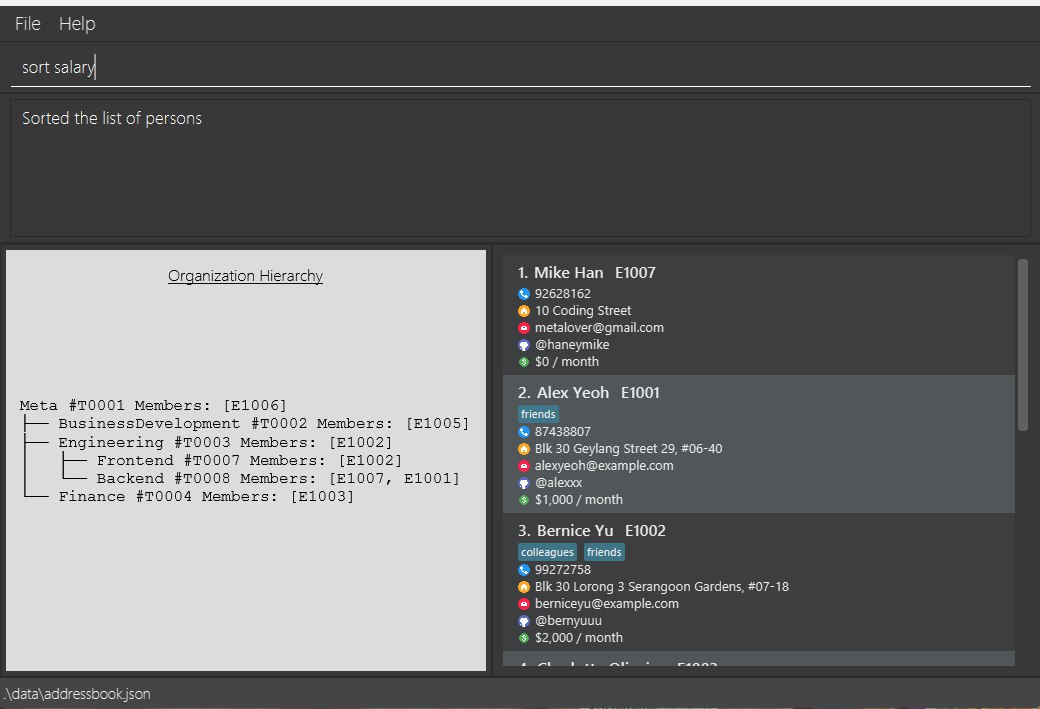 File Help
sort salary
Sorted the list of persons
Organization Hierarchy
Meta #T0001 Members: [E1006]
├── BusinessDevelopment #T0002 Members: [E1005]
├── Engineering #T0003 Members: [E1002]
│   ├── Frontend #T0007 Members: [E1002]
│   └── Backend #T0008 Members: [E1007, E1001]
└── Finance #T0004 Members: [E1003]
1. Mike Han E1007
92628162
10 Coding Street
metalover@gmail.com
@haneymike
$0 / month
2. Alex Yeoh E1001
friends
87438807
Blk 30 Geylang Street 29, #06-40
alexyeoh@example.com
@alexxx
$1,000 / month
3. Bernice Yu E1002
colleagues friends
99272758
Blk 30 Lorong 3 Serangoon Gardens, #07-18
berniceyu@example.com
@bernyuuu
$2,000 / month
.\data\addressbook.json